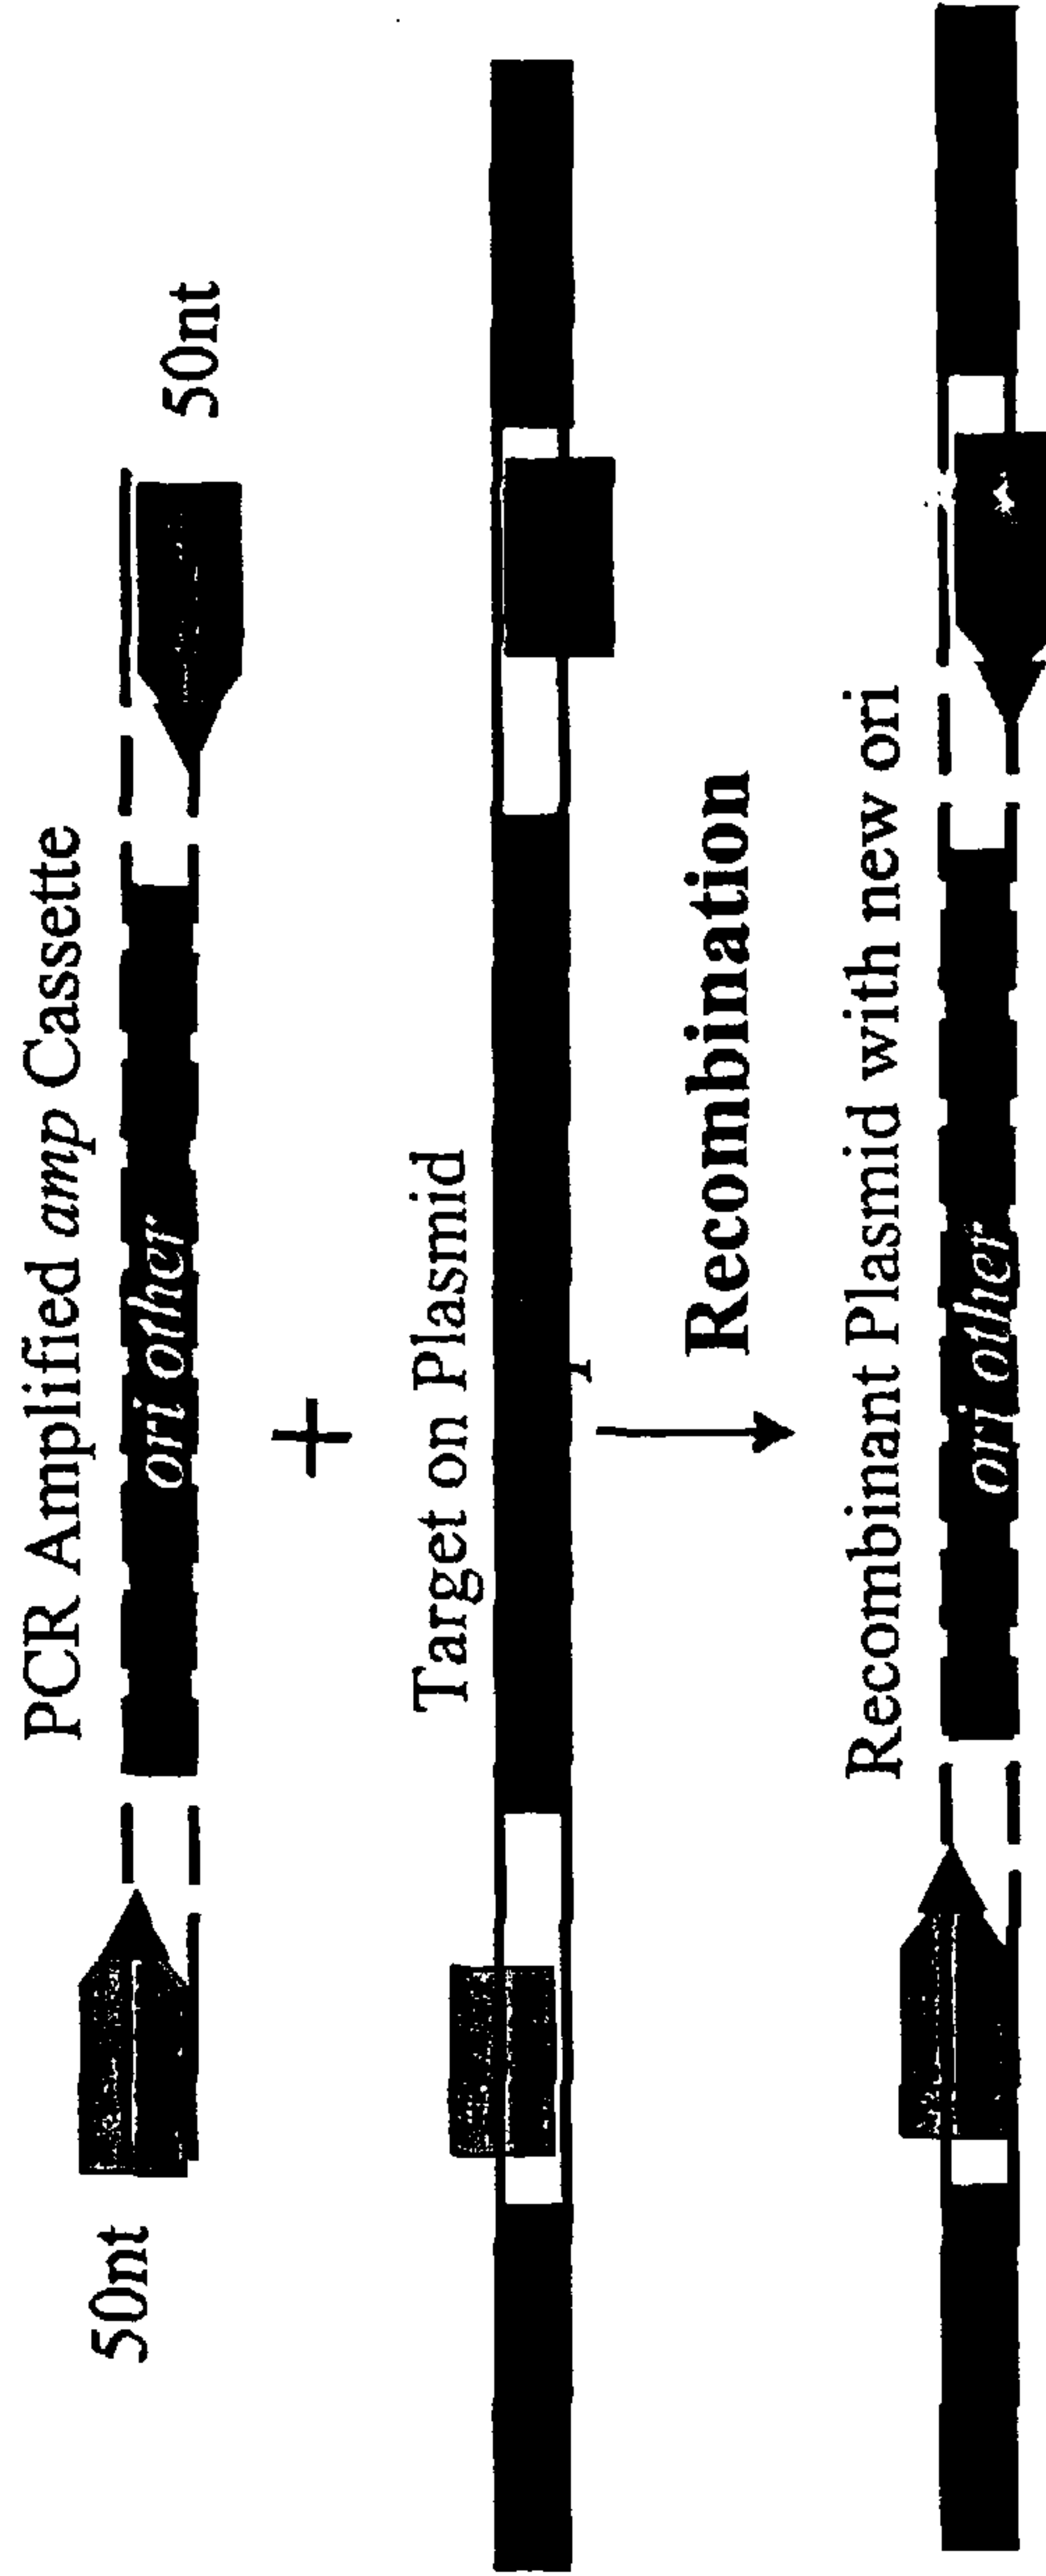 PCR Amplified amp Cassette
50nt
ori other
50nt
+
Target on Plasmid
Recombination
Recombinant Plasmid with new ori
ori other